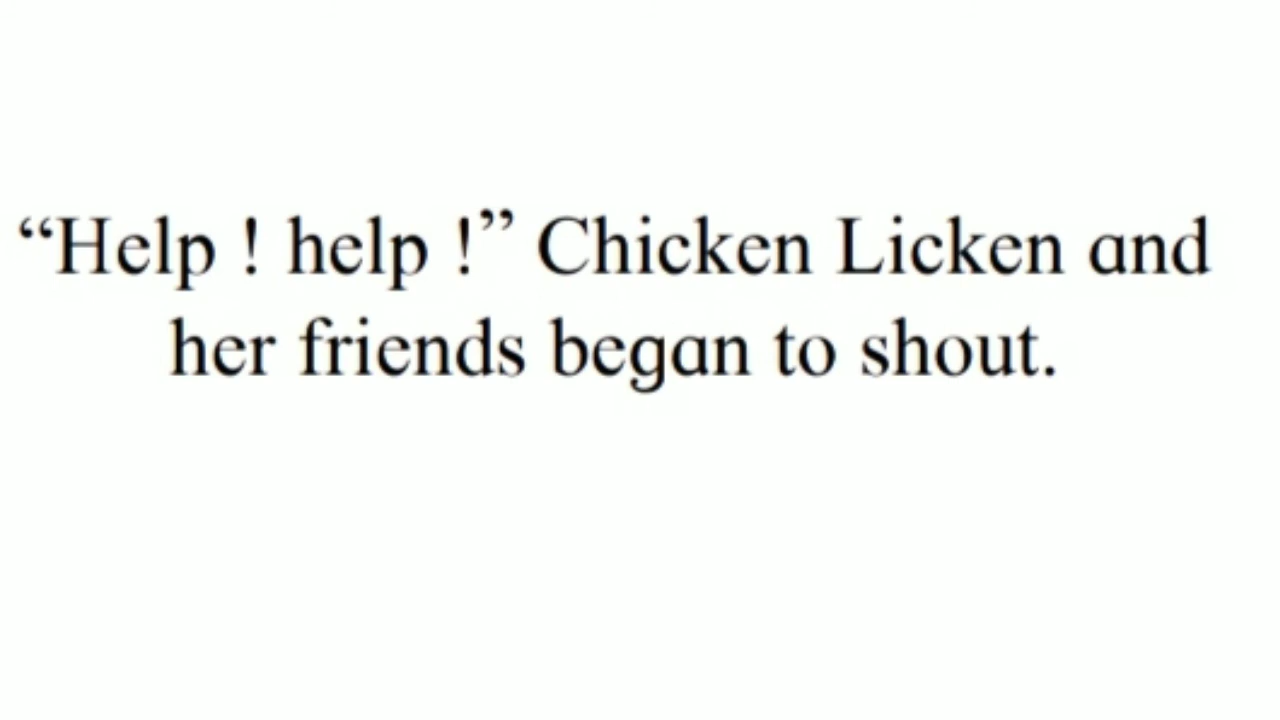 “Help ! help !” Chicken Licken and
her friends began to shout.